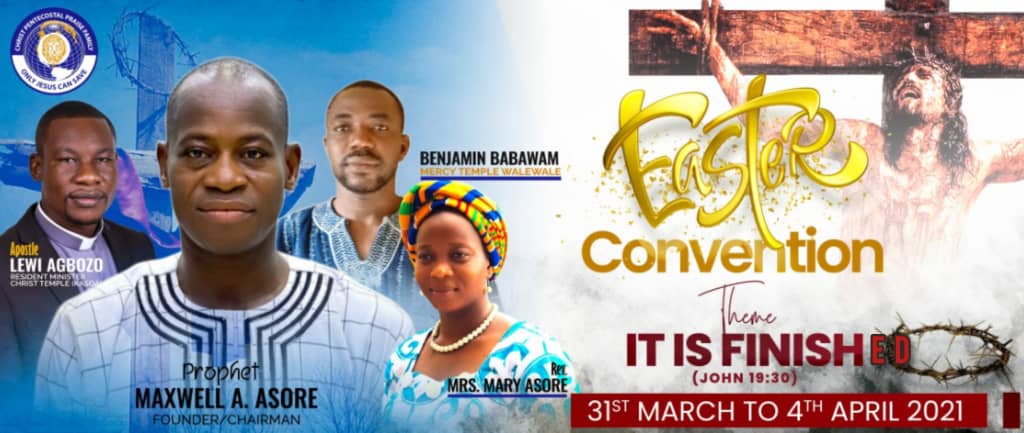 CHRIST PENTECOSTAL PRAISE FAMILY
ONLY JESUS CAN SAVE
Apostle
LEWI AGBOZO
RESIDENT MINISTER
CHRIST TEMPLE (KASOA)
Prophet
MAXWELL A. ASORE
FOUNDER/CHAIRMAN
BENJAMIN BABAWAM
MERCY TEMPLE WALEWALE
Rev.
MRS. MARY ASORE
Easter
Convention
Theme
IT IS FINISHED
(JOHN 19:30)
31ST MARCH TO 4TH APRIL 2021